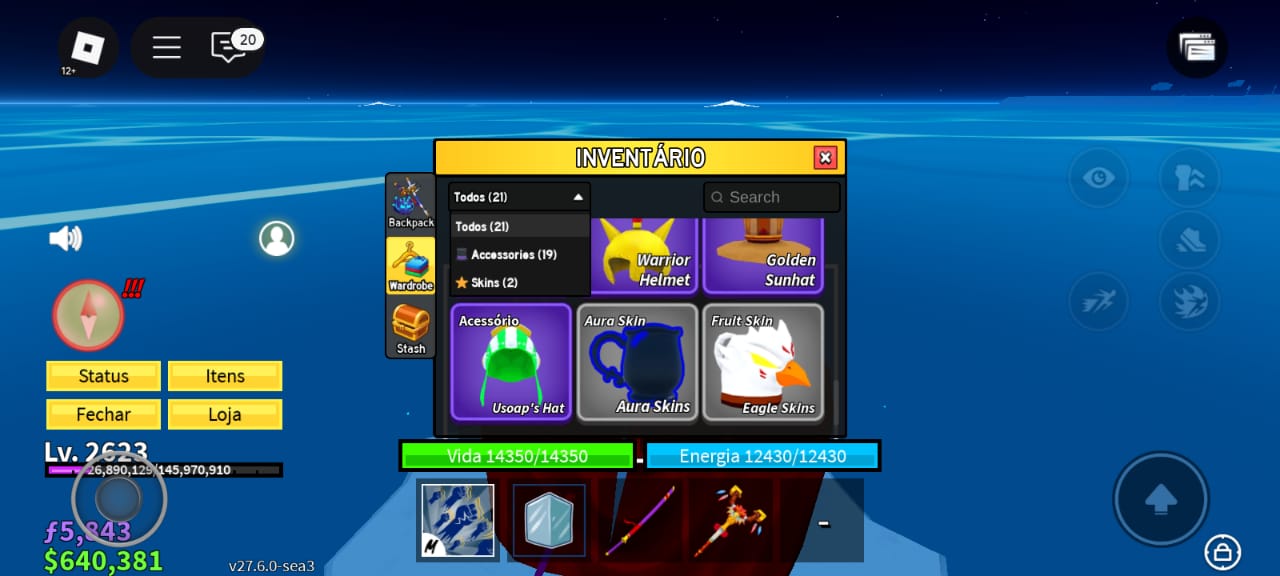 20
12+
INVENTÁRIO
Todos (21)
Search
Backpack
Todos (21)
Accessories (19)
Skins (2)
Warrior Helmet
Golden Sunhat
Wardrobe
Stash
Acessório
Usoap's Hat
Aura Skin
Aura Skins
Fruit Skin
Eagle Skins
!!!
Status
Itens
Fechar
Loja
Lv. 2623
26,890,129/145,970,910
Vida 14350/14350
Energia 12430/12430
M
ƒ5,843
$640,381
v27.6.0-sea3